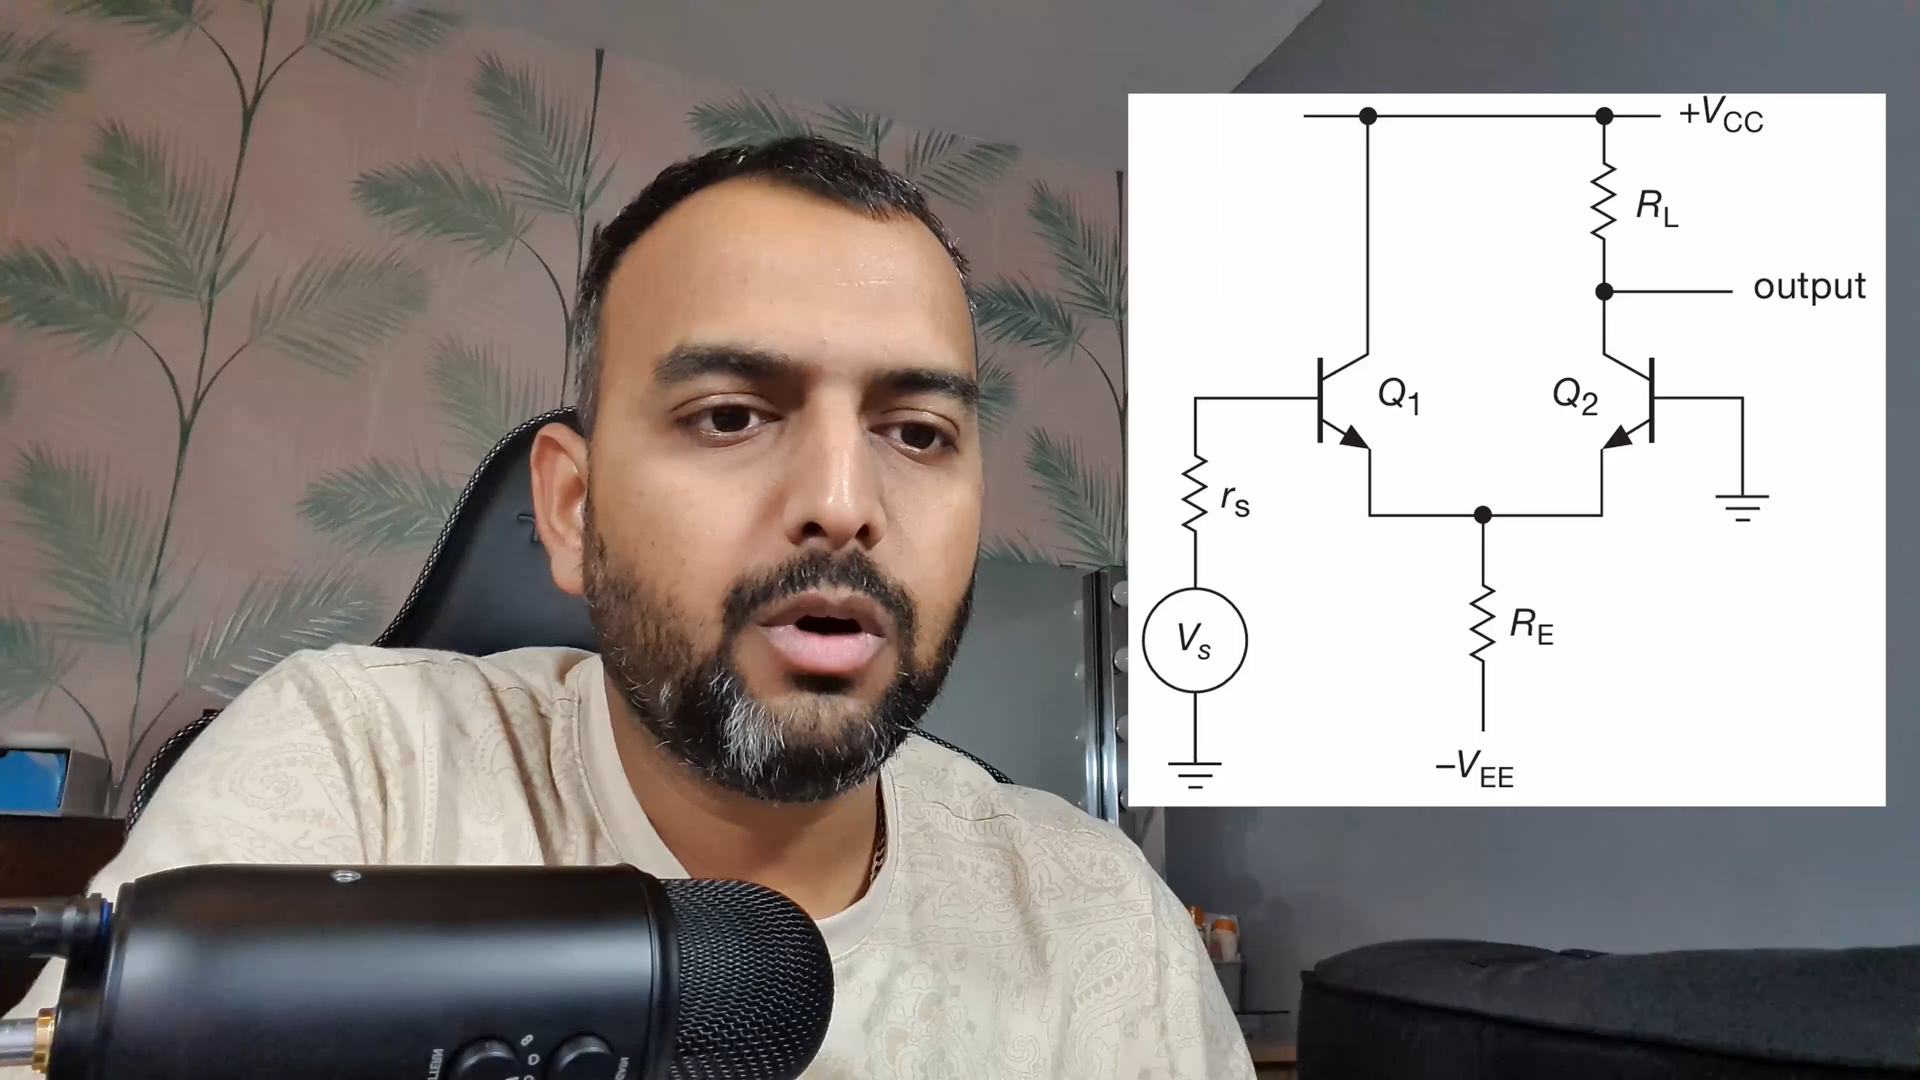 +VCC
RL
output
Q1
Q2
rs
RE
Vs
–VEE